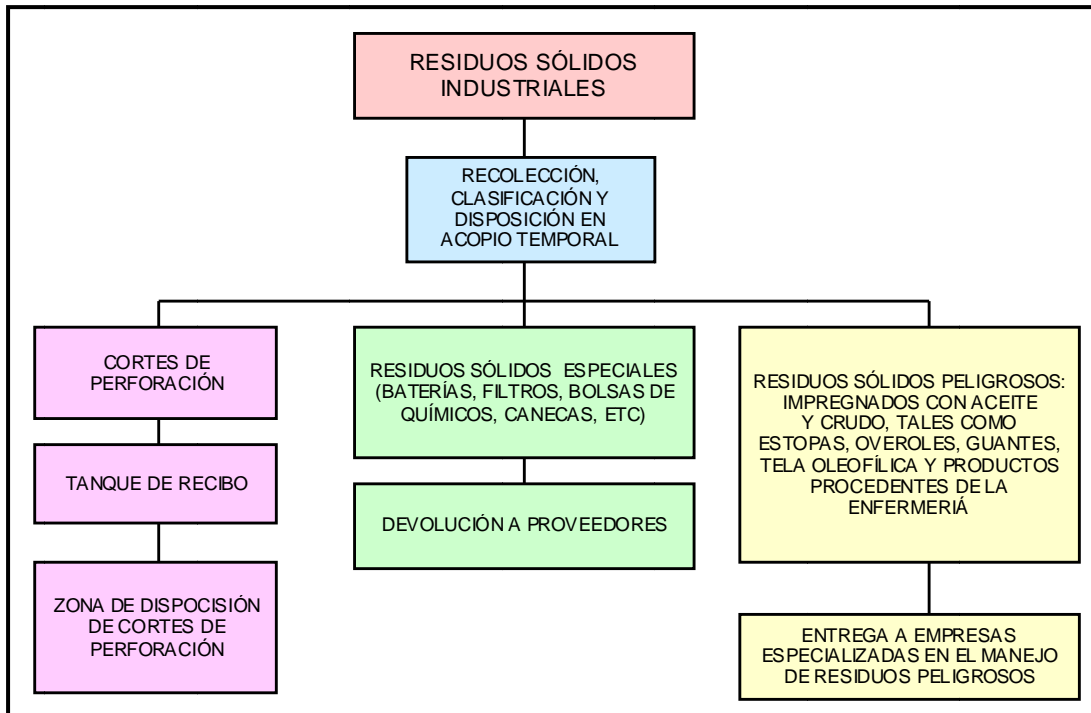 RESIDUOS SÓLIDOS
INDUSTRIALES
RECOLECCIÓN,
CLASIFICACIÓN Y
DISPOSICIÓN EN
ACOPIO TEMPORAL
CORTES DE
PERFORACIÓN
TANQUE DE RECIBO
ZONA DE DISPOCISIÓN
DE CORTES DE
PERFORACIÓN
RESIDUOS SÓLIDOS ESPECIALES
(BATERÍAS, FILTROS, BOLSAS DE
QUÍMICOS, CANECAS, ETC)
DEVOLUCIÓN A PROVEEDORES
RESIDUOS SÓLIDOS PELIGROSOS:
IMPREGNADOS CON ACEITE
Y CRUDO, TALES COMO
ESTOPAS, OVEROLES, GUANTES,
TELA OLEOFÍLICA Y PRODUCTOS
PROCEDENTES DE LA
ENFERMERIÁ
ENTREGA A EMPRESAS
ESPECIALIZADAS EN EL MANEJO
DE RESIDUOS PELIGROSOS